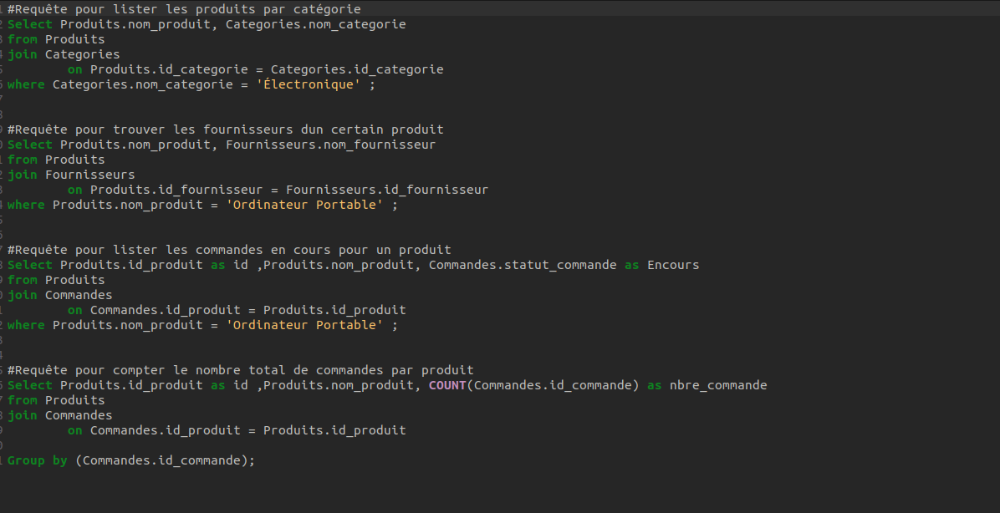 #Requête pour lister les produits par catégorie
Select Produits.nom_produit, Categories.nom_categorie
from Produits
join Categories
on Produits.id_categorie = Categories.id_categorie
where Categories.nom_categorie = 'Électronique' ;
#Requête pour trouver les fournisseurs dun certain produit
Select Produits.nom_produit, Fournisseurs.nom_fournisseur
from Produits
join Fournisseurs
on Produits.id_fournisseur = Fournisseurs.id_fournisseur
where Produits.nom_produit = 'Ordinateur Portable' ;
#Requête pour lister les commandes en cours pour un produit
Select Produits.id_produit as id ,Produits.nom_produit, Commandes.statut_commande as Encours
from Produits
join Commandes
on Commandes.id_produit = Produits.id_produit
where Produits.nom_produit = 'Ordinateur Portable' ;
#Requête pour compter le nombre total de commandes par produit
Select Produits.id_produit as id ,Produits.nom_produit, COUNT(Commandes.id_commande) as nbre_commande
from Produits
join Commandes
on Commandes.id_produit = Produits.id_produit
Group by (Commandes.id_commande);